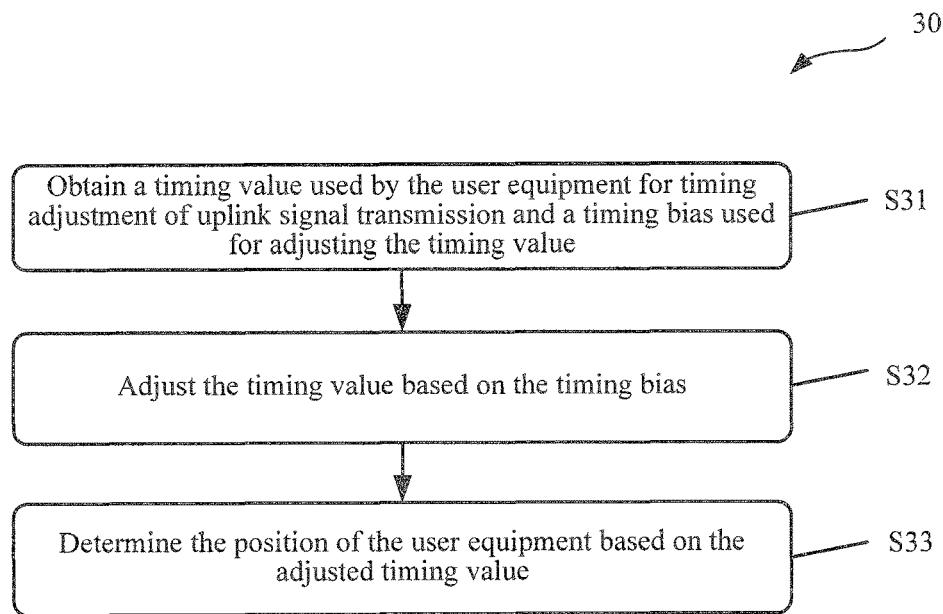 30
Obtain a timing value used by the user equipment for timing
adjustment of uplink signal transmission and a timing bias used
for adjusting the timing value
S31
Adjust the timing value based on the timing bias
S32
Determine the position of the user equipment based on the
adjusted timing value
S33